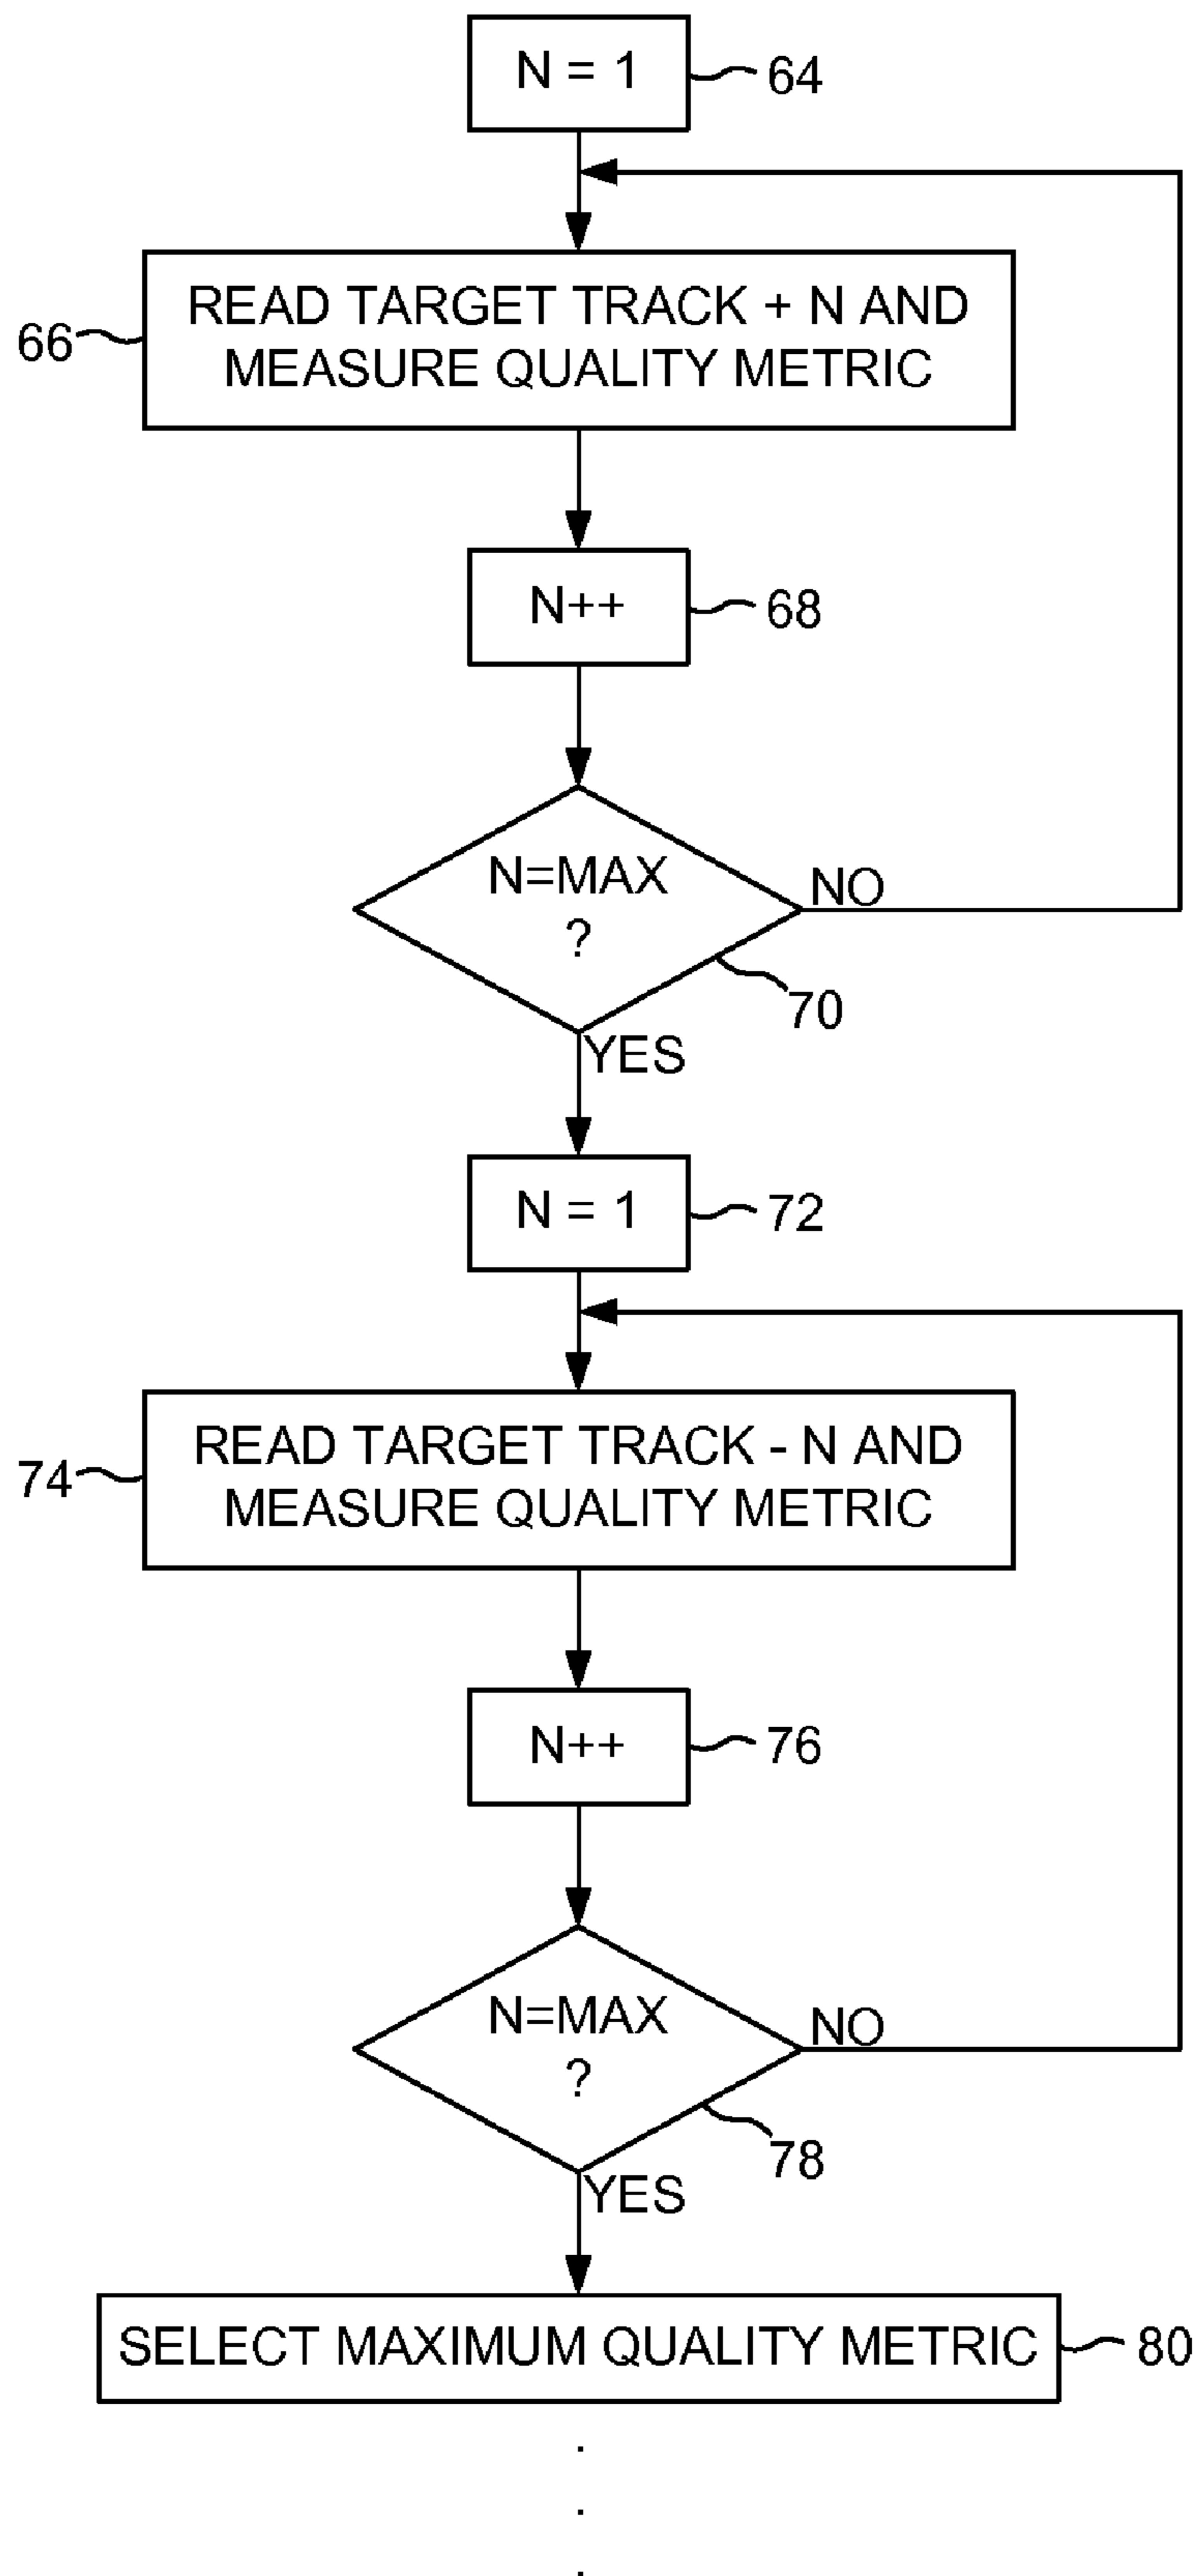 N = 1
64
66
READ TARGET TRACK + N AND
MEASURE QUALITY METRIC
N++
68
N=MAX
?
NO
70
YES
N = 1
72
74
READ TARGET TRACK - N AND
MEASURE QUALITY METRIC
N++
76
N=MAX
?
NO
78
YES
SELECT MAXIMUM QUALITY METRIC
80
.
.
.